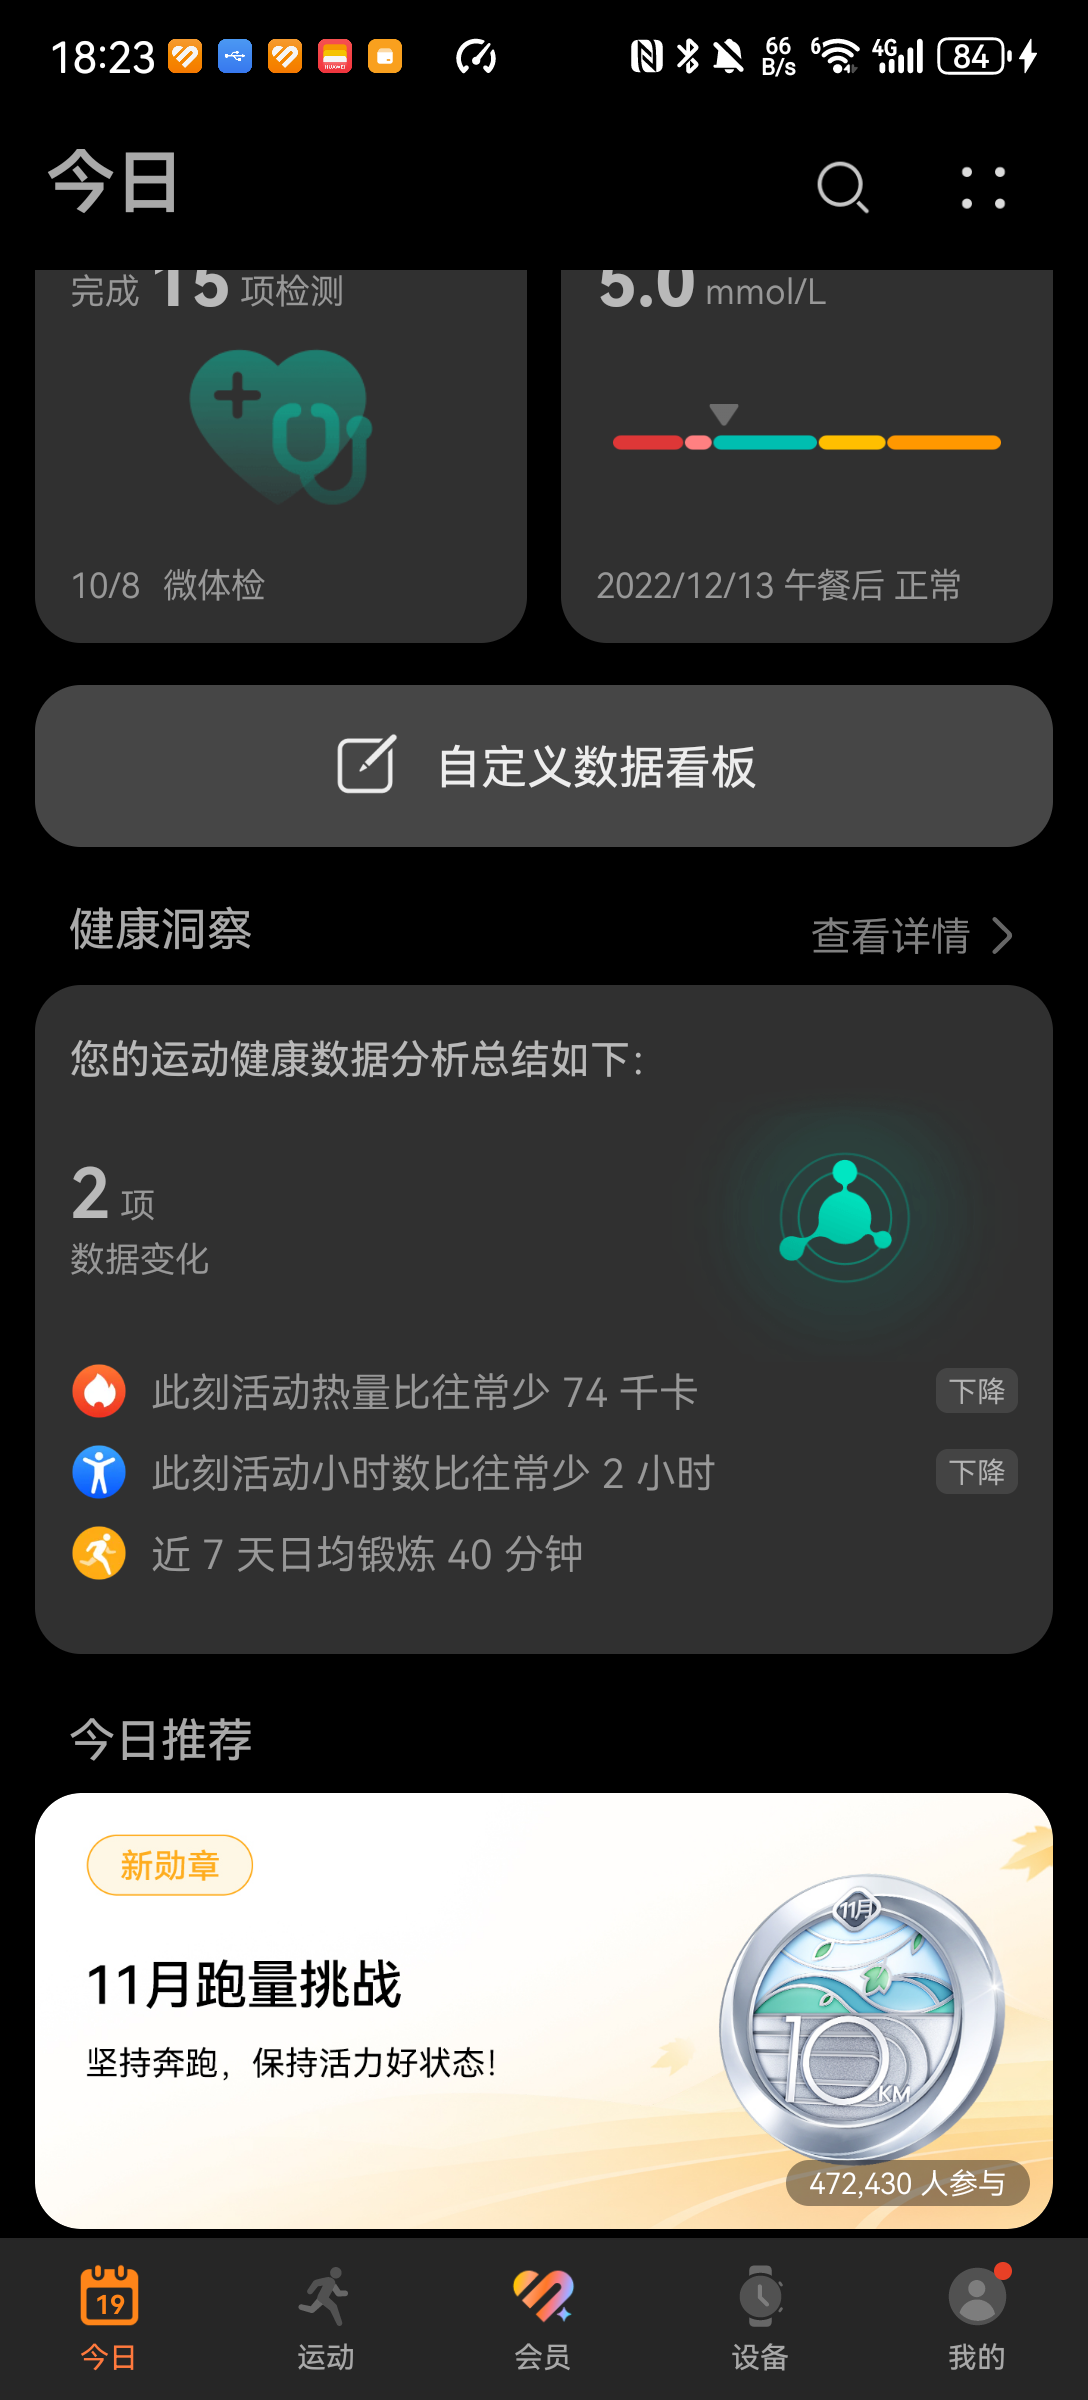 18:23
66 B/s
6
4G
84
今日
完成 15 项检测
5.0 mmol/L
10/8 微体检
2022/12/13 午餐后 正常
自定义数据看板
健康洞察
查看详情
您的运动健康数据分析总结如下：
2 项
数据变化
此刻活动热量比往常少 74 千卡
下降
此刻活动小时数比往常少 2 小时
下降
近 7 天日均锻炼 40 分钟
今日推荐
新勋章
11月
11月跑量挑战
坚持奔跑，保持活力好状态！
10 KM
472,430 人参与
19
今日
运动
会员
设备
我的